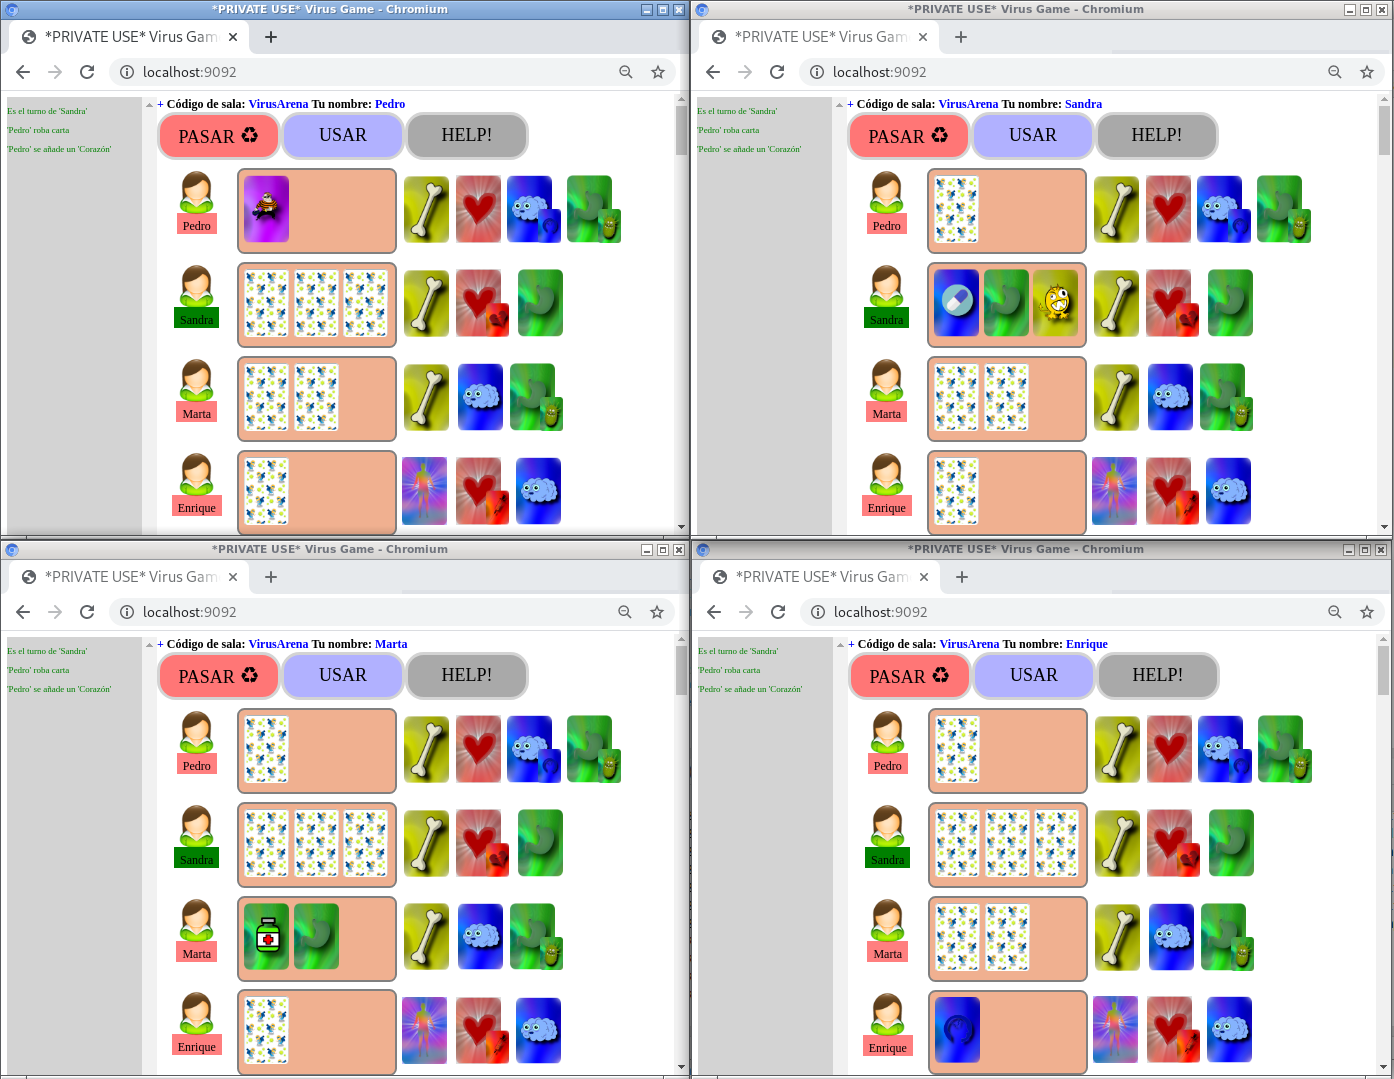 *PRIVATE USE* Virus Game - Chromium
*PRIVATE USE* Virus Gam
localhost:9092
Es el turno de 'Sandra'
'Pedro' roba carta
'Pedro' se añade un 'Corazón'
+ Código de sala: VirusArena Tu nombre: Pedro
PASAR ♻ USAR HELP!
Pedro
Sandra
Marta
Enrique
*PRIVATE USE* Virus Game - Chromium
*PRIVATE USE* Virus Gam
localhost:9092
Es el turno de 'Sandra'
'Pedro' roba carta
'Pedro' se añade un 'Corazón'
+ Código de sala: VirusArena Tu nombre: Sandra
PASAR ♻ USAR HELP!
Pedro
Sandra
Marta
Enrique
*PRIVATE USE* Virus Game - Chromium
*PRIVATE USE* Virus Gam
localhost:9092
Es el turno de 'Sandra'
'Pedro' roba carta
'Pedro' se añade un 'Corazón'
+ Código de sala: VirusArena Tu nombre: Marta
PASAR ♻ USAR HELP!
Pedro
Sandra
Marta
Enrique
*PRIVATE USE* Virus Game - Chromium
*PRIVATE USE* Virus Gam
localhost:9092
Es el turno de 'Sandra'
'Pedro' roba carta
'Pedro' se añade un 'Corazón'
+ Código de sala: VirusArena Tu nombre: Enrique
PASAR ♻ USAR HELP!
Pedro
Sandra
Marta
Enrique